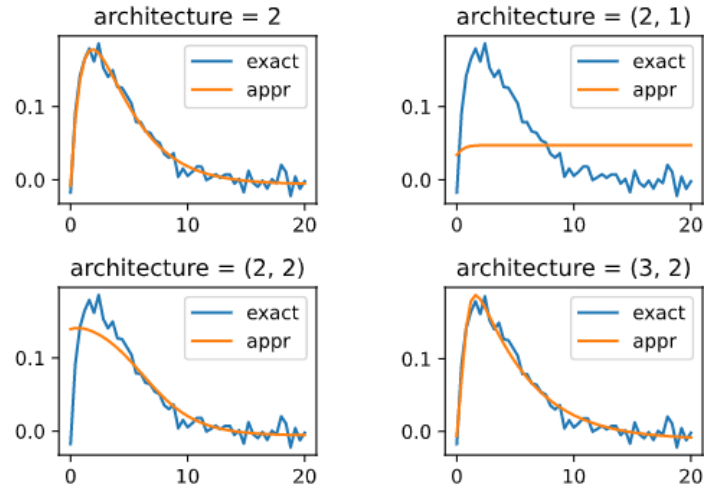 architecture = 2
0.1
0.0
0
10
20
exact
appr
architecture = (2, 1)
0.1
0.0
0
10
20
exact
appr
architecture = (2, 2)
0.1
0.0
0
10
20
exact
appr
architecture = (3, 2)
0.1
0.0
0
10
20
exact
appr